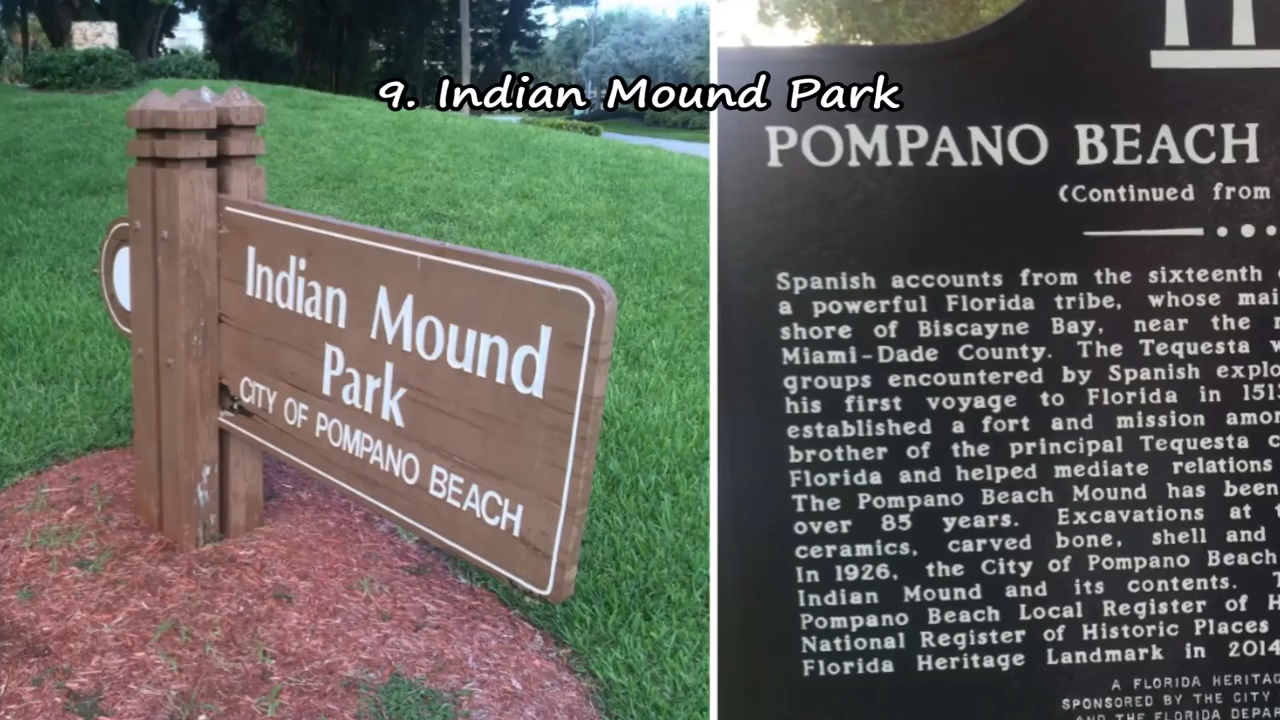 9. Indian Mound Park
Indian Mound
Park
CITY OF POMPANO BEACH
POMPANO BEACH
(Continued from
Spanish accounts from the sixteenth
a powerful Florida tribe, whose
shore of Biscayne Bay, near the
Miami-Dade County. The Tequesta
groups encountered by Spanish
his first voyage to Florida in
established a fort and mission
brother of the principal Tequesta
Florida and helped mediate relations
The Pompano Beach Mound has been
over 85 years. Excavations at
ceramics, carved bone, shell and
In 1926, the City of Pompano Beach
Indian Mound and its contents.
Pompano Beach Local Register of
National Register of Historic Places
Florida Heritage Landmark in 2014
A FLORIDA
SPONSORED BY THE CITY
AND THE FLORIDA